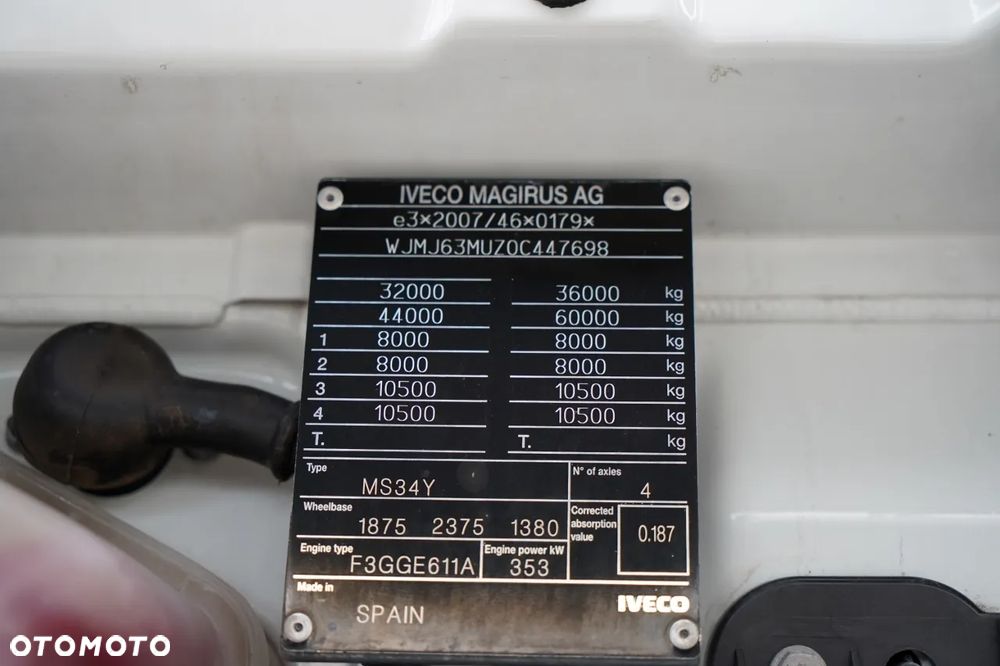 IVECO MAGIRUS AG
e3*2007/46*0179*
WJMJ63MUZ0C447698
32000 36000 kg
44000 60000 kg
1 8000 8000 kg
2 8000 8000 kg
3 10500 10500 kg
4 10500 10500 kg
T. T. kg
Type MS34Y N° of axles 4
Wheelbase 1875 2375 1380 Corrected absorption value 0.187
Engine type F3GGE611A Engine power kW 353
Made in SPAIN IVECO
OTOMOTO